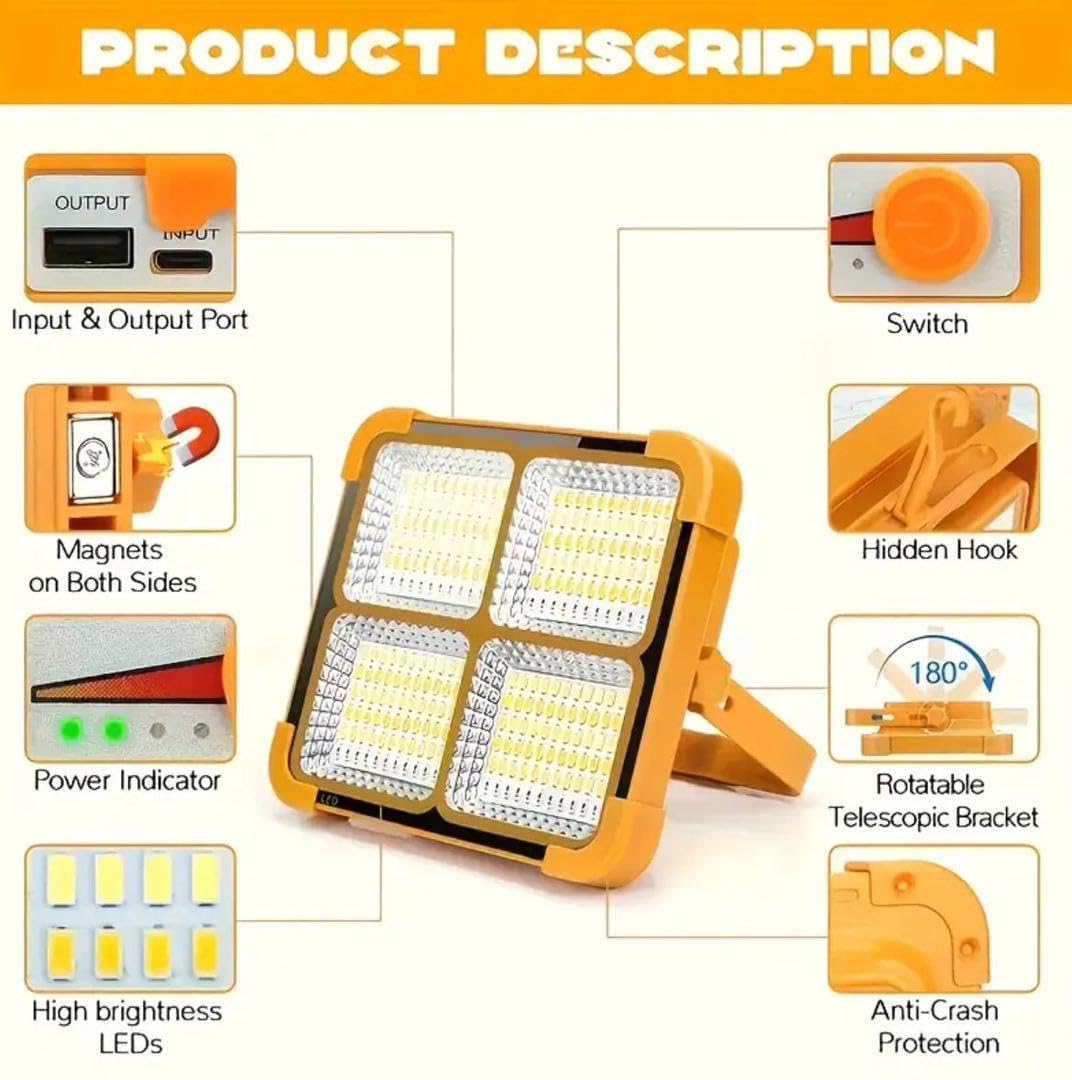 PRODUCT DESCRIPTION
OUTPUT
INPUT
Input & Output Port
Switch
Magnets
on Both Sides
Hidden Hook
Power Indicator
180°
Rotatable
Telescopic Bracket
LED
High brightness
LEDs
Anti-Crash
Protection